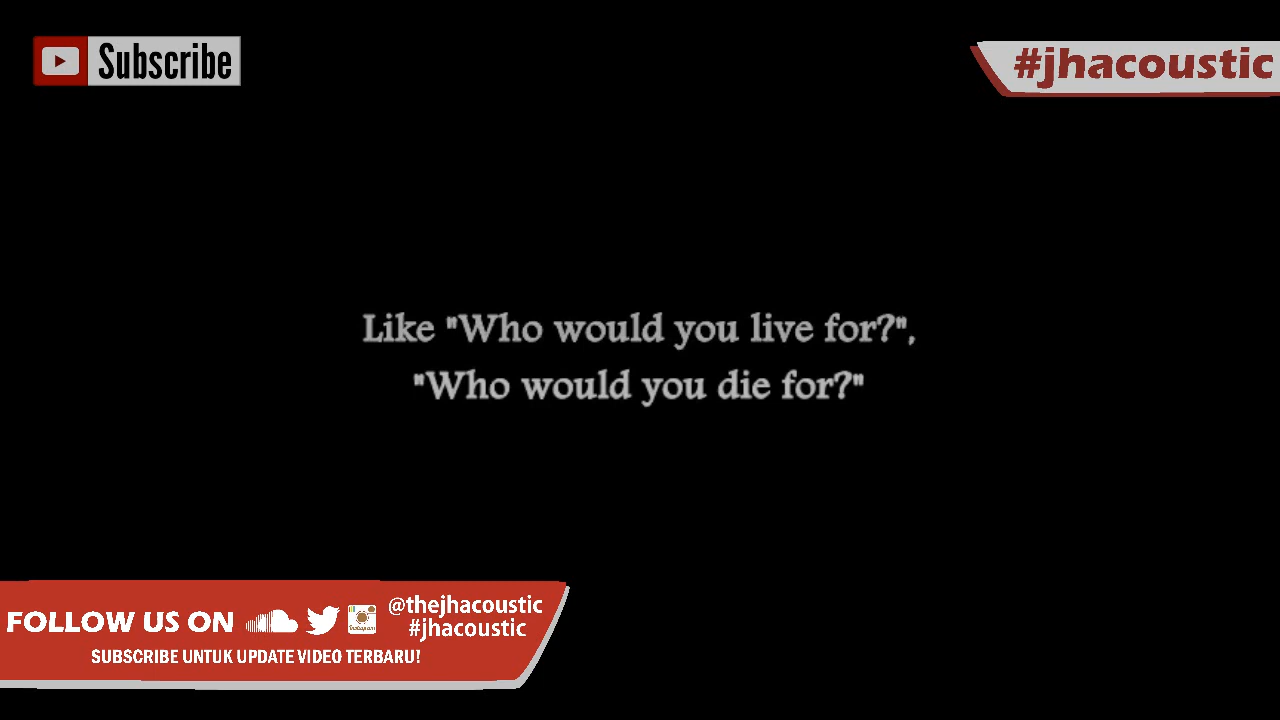 Subscribe
#jhacoustic
Like "Who would you live for?",
"Who would you die for?"
FOLLOW US ON
Instagram
@thejhacoustic
#jhacoustic
SUBSCRIBE UNTUK UPDATE VIDEO TERBARU!